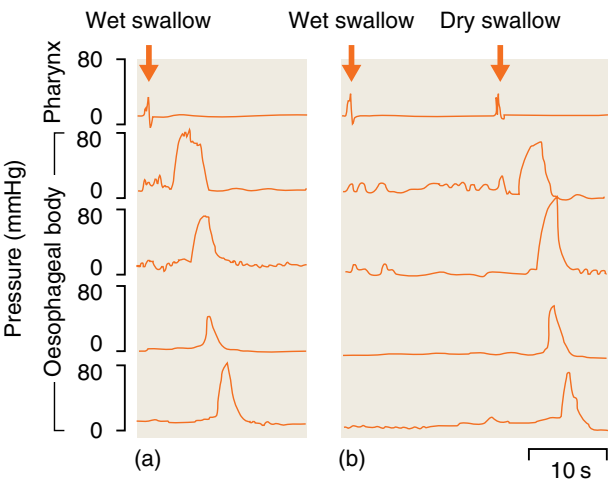 Wet swallow
Wet swallow Dry swallow
Pressure (mmHg)
Pharynx
Oesophageal body
80
0
80
0
80
0
80
0
80
0
(a)
(b)
10 s